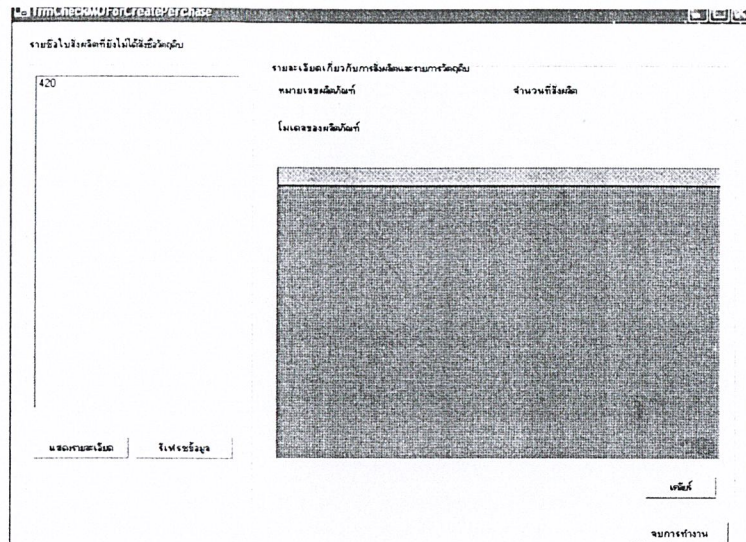 frmCheckMOForCreatePerchase
รายชื่อใบสั่งผลิตที่ยังไม่ได้สั่งซื้อวัตถุดิบ
420
รายละเอียดเกี่ยวกับการสั่งผลิตและรายการวัตถุดิบ
หมายเลขผลิตภัณฑ์
จำนวนที่สั่งผลิต
โมเดลของผลิตภัณฑ์
แสดงรายละเอียด
รีเฟรชข้อมูล
เคลียร์
จบการทำงาน